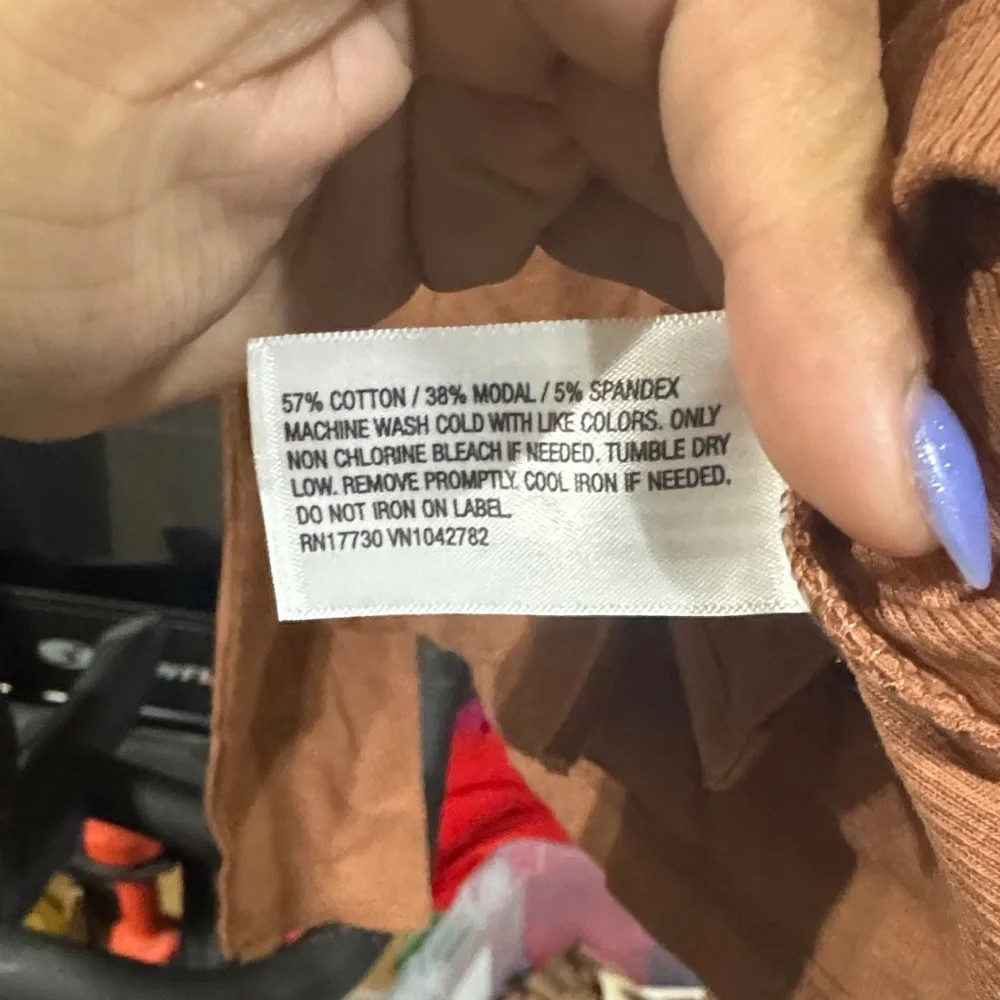 57% COTTON / 38% MODAL / 5% SPANDEX
MACHINE WASH COLD WITH LIKE COLORS. ONLY
NON CHLORINE BLEACH IF NEEDED. TUMBLE DRY
LOW. REMOVE PROMPTLY. COOL IRON IF NEEDED.
DO NOT IRON ON LABEL.
RN17730 VN1042782